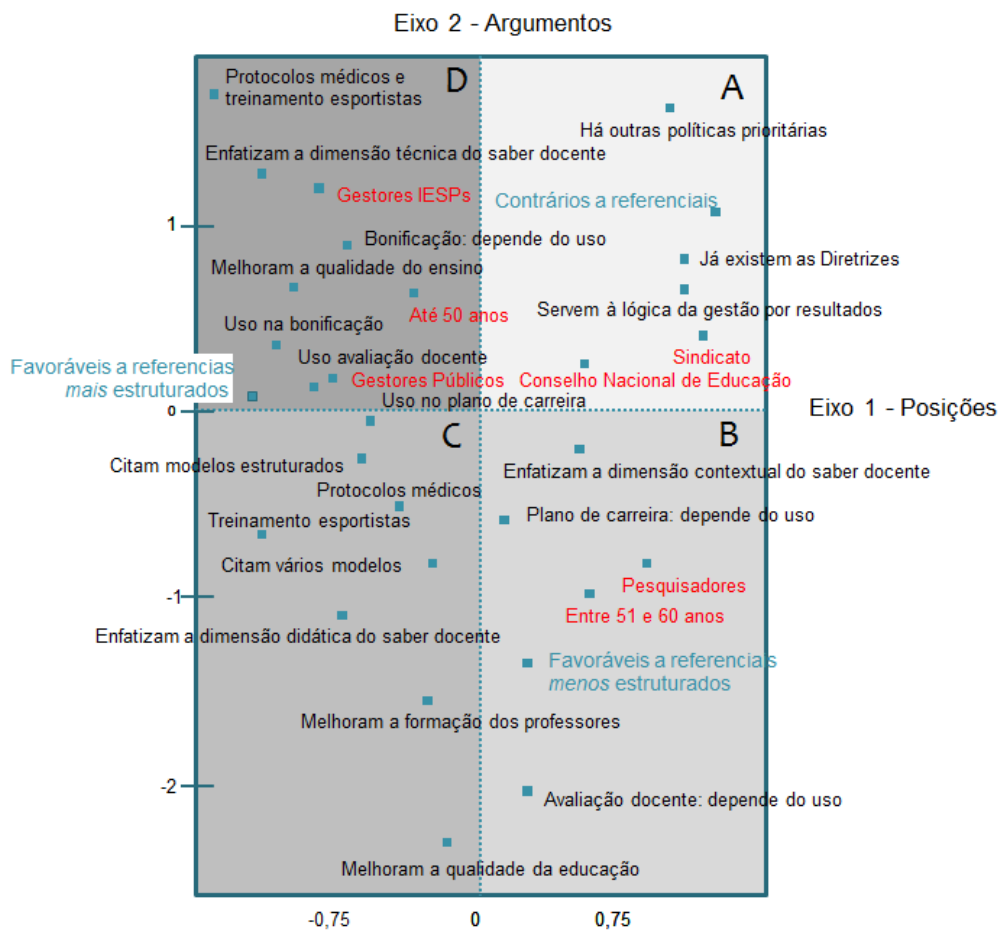 Eixo 2 - Argumentos
D
A
Protocolos médicos e
treinamento esportistas
Há outras políticas prioritárias
Enfatizam a dimensão técnica do saber docente
Gestores IESPs
Contrários a referenciais
1
Bonificação: depende do uso
Já existem as Diretrizes
Melhoram a qualidade do ensino
Servem à lógica da gestão por resultados
Até 50 anos
Uso na bonificação
Uso avaliação docente
Sindicato
Favoráveis a referencias
mais estruturados
Gestores Públicos
Conselho Nacional de Educação
Uso no plano de carreira
0
Eixo 1 - Posições
C
B
Citam modelos estruturados
Enfatizam a dimensão contextual do saber docente
Protocolos médicos
Treinamento esportistas
Plano de carreira: depende do uso
Citam vários modelos
-1
Pesquisadores
Entre 51 e 60 anos
Enfatizam a dimensão didática do saber docente
Favoráveis a referenciais
menos estruturados
Melhoram a formação dos professores
-2
Avaliação docente: depende do uso
Melhoram a qualidade da educação
-0,75
0
0,75